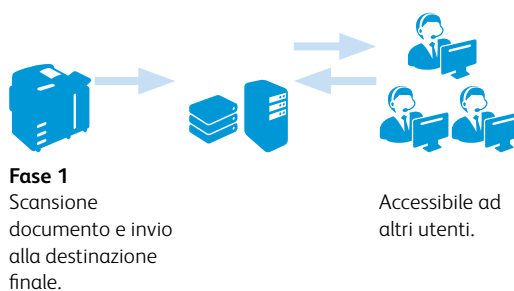 Fase 1
Scansione
documento e invio
alla destinazione
finale.
Accessibile ad
altri utenti.